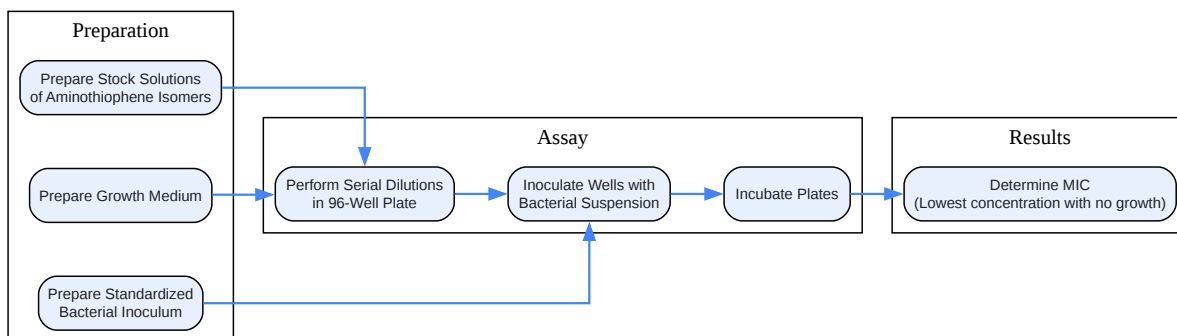 Preparation
Prepare Stock Solutions
of Aminothiophene Isomers
Prepare Growth Medium
Prepare Standardized
Bacterial Inoculum
Assay
Perform Serial Dilutions
in 96-Well Plate
Inoculate Wells with
Bacterial Suspension
Incubate Plates
Results
Determine MIC
(Lowest concentration with no growth)